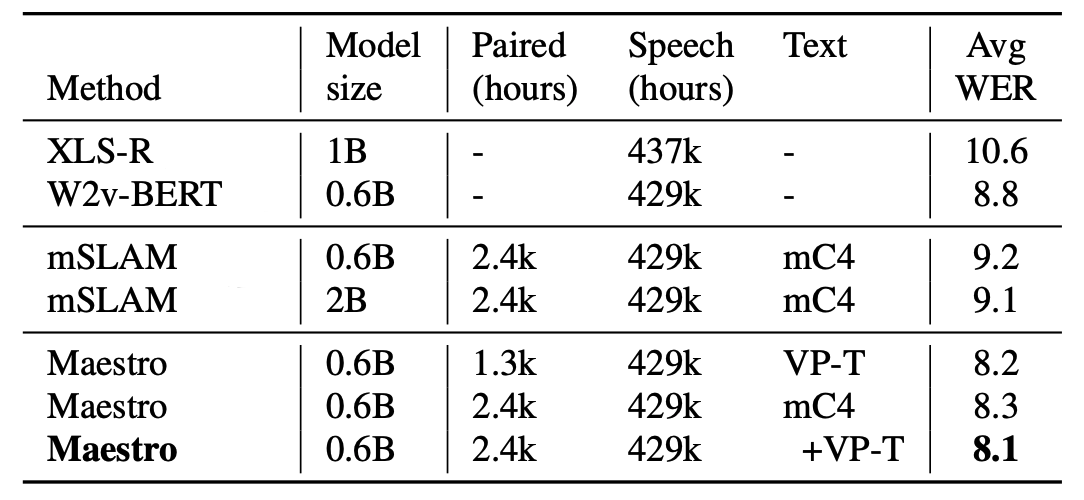 Method Model size Paired (hours) Speech (hours) Text Avg WER
XLS-R 1B - 437k - 10.6
W2v-BERT 0.6B - 429k - 8.8
mSLAM 0.6B 2.4k 429k mC4 9.2
mSLAM 2B 2.4k 429k mC4 9.1
Maestro 0.6B 1.3k 429k VP-T 8.2
Maestro 0.6B 2.4k 429k mC4 8.3
Maestro 0.6B 2.4k 429k +VP-T 8.1